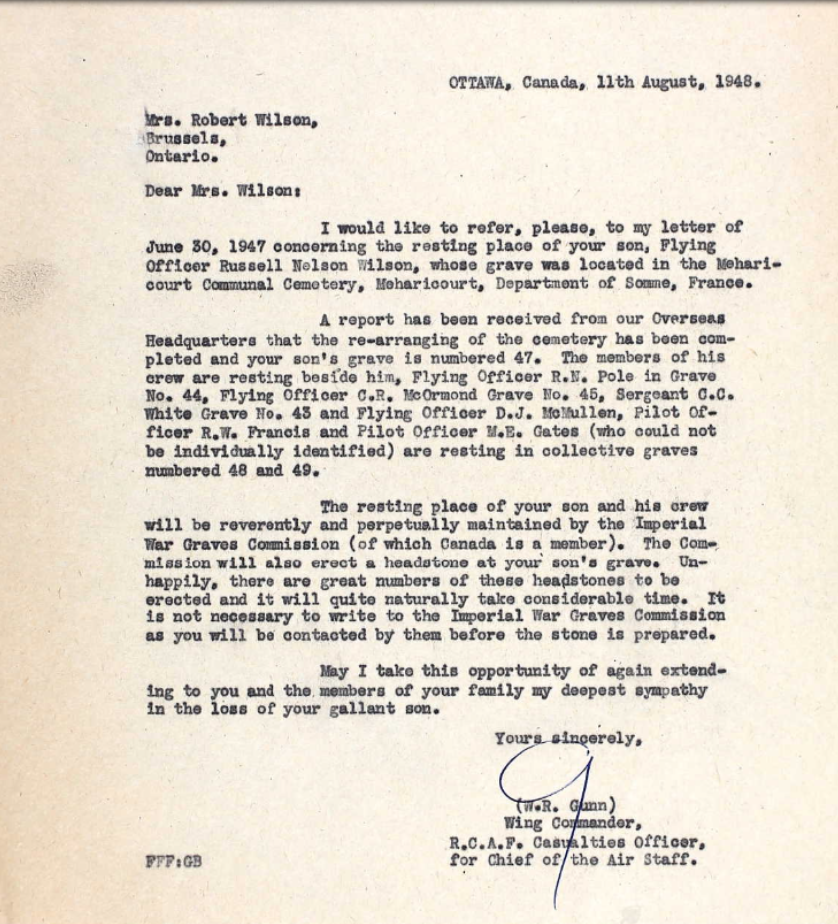 OTTAWA, Canada, 11th August, 1948.
Mrs. Robert Wilson,
Brussels,
Ontario.
Dear Mrs. Wilson:
I would like to refer, please, to my letter of
June 30, 1947 concerning the resting place of your son, Flying
Officer Russell Nelson Wilson, whose grave was located in the Mehari-
court Communal Cemetery, Meharicourt, Department of Somme, France.
A report has been received from our Overseas
Headquarters that the re-arranging of the cemetery has been com-
pleted and your son's grave is numbered 47. The members of his
crew are resting beside him, Flying Officer R.N. Pole in Grave
No. 44, Flying Officer C.R. McOrmond Grave No. 45, Sergeant C.C.
White Grave No. 43 and Flying Officer D.J. McMullen, Pilot Of-
ficer R.W. Francis and Pilot Officer M.E. Gates (who could not
be individually identified) are resting in collective graves
numbered 48 and 49.
The resting place of your son and his crew
will be reverently and perpetually maintained by the Imperial
War Graves Commission (of which Canada is a member). The Com-
mission will also erect a headstone at your son's grave. Un-
happily, there are great numbers of these headstones to be
erected and it will quite naturally take considerable time. It
is not necessary to write to the Imperial War Graves Commission
as you will be contacted by them before the stone is prepared.
May I take this opportunity of again extend-
ing to you and the members of your family my deepest sympathy
in the loss of your gallant son.
Yours sincerely,
(W.R. Gunn)
Wing Commander,
R.C.A.F. Casualties Officer,
FFF:GB for Chief of the Air Staff.